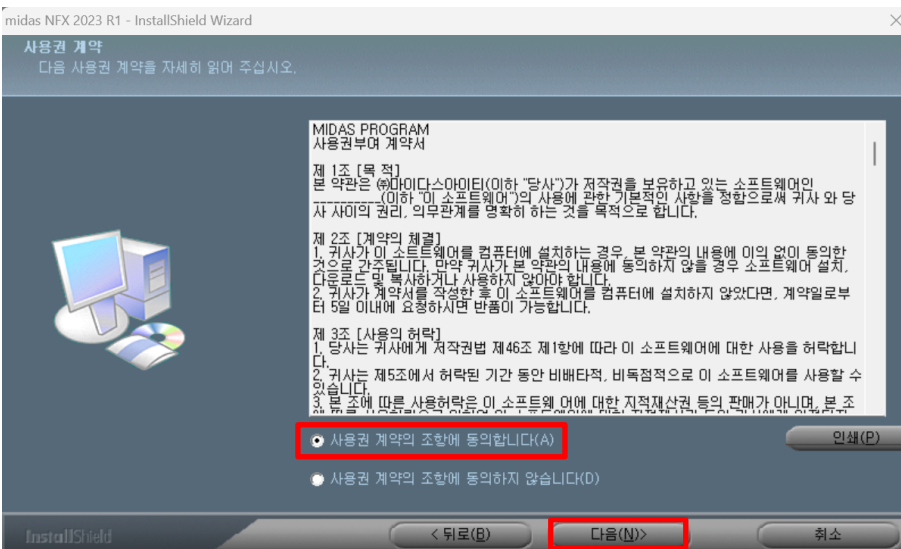 midas NFX 2023 R1 - InstallShield Wizard
사용권 계약
다음 사용권 계약을 자세히 읽어 주십시오.
MIDAS PROGRAM
사용권부여 계약서
제 1조 [목 적]
본 약관은 ㈜마이다스아이티(이하 "당사")가 저작권을 보유하고 있는 소프트웨어인
__________(이하 "이 소프트웨어")의 사용에 관한 기본적인 사항을 정함으로써 귀사 와 당
사 사이의 권리, 의무관계를 명확히 하는 것을 목적으로 합니다.
제 2조 [계약의 체결]
1. 귀사가 이 소트트웨어를 컴퓨터에 설치하는 경우, 본 약관의 내용에 이의 없이 동의한
것으로 간주됩니다. 만약 귀사가 본 약관의 내용에 동의하지 않을 경우 소프트웨어 설치,
다운로드 및 복사하거나 사용하지 않아야 합니다.
2. 귀사가 계약서를 작성한 후 이 소프트웨어를 컴퓨터에 설치하지 않았다면, 계약일로부
터 5일 이내에 요청하시면 반품이 가능합니다.
제 3조 [사용의 허락]
1. 당사는 귀사에게 저작권법 제46조 제1항에 따라 이 소프트웨어에 대한 사용을 허락합니
다.
2. 귀사는 제5조에서 허락된 기간 동안 비배타적, 비독점적으로 이 소프트웨어를 사용할 수
있습니다.
3. 본 조에 따른 사용허락은 이 소프트웨 어에 대한 지적재산권 등의 판매가 아니며, 본 조
사용권 계약의 조항에 동의합니다(A)
인쇄(P)
사용권 계약의 조항에 동의하지 않습니다(D)
InstallShield
< 뒤로(B)
다음(N)>
취소